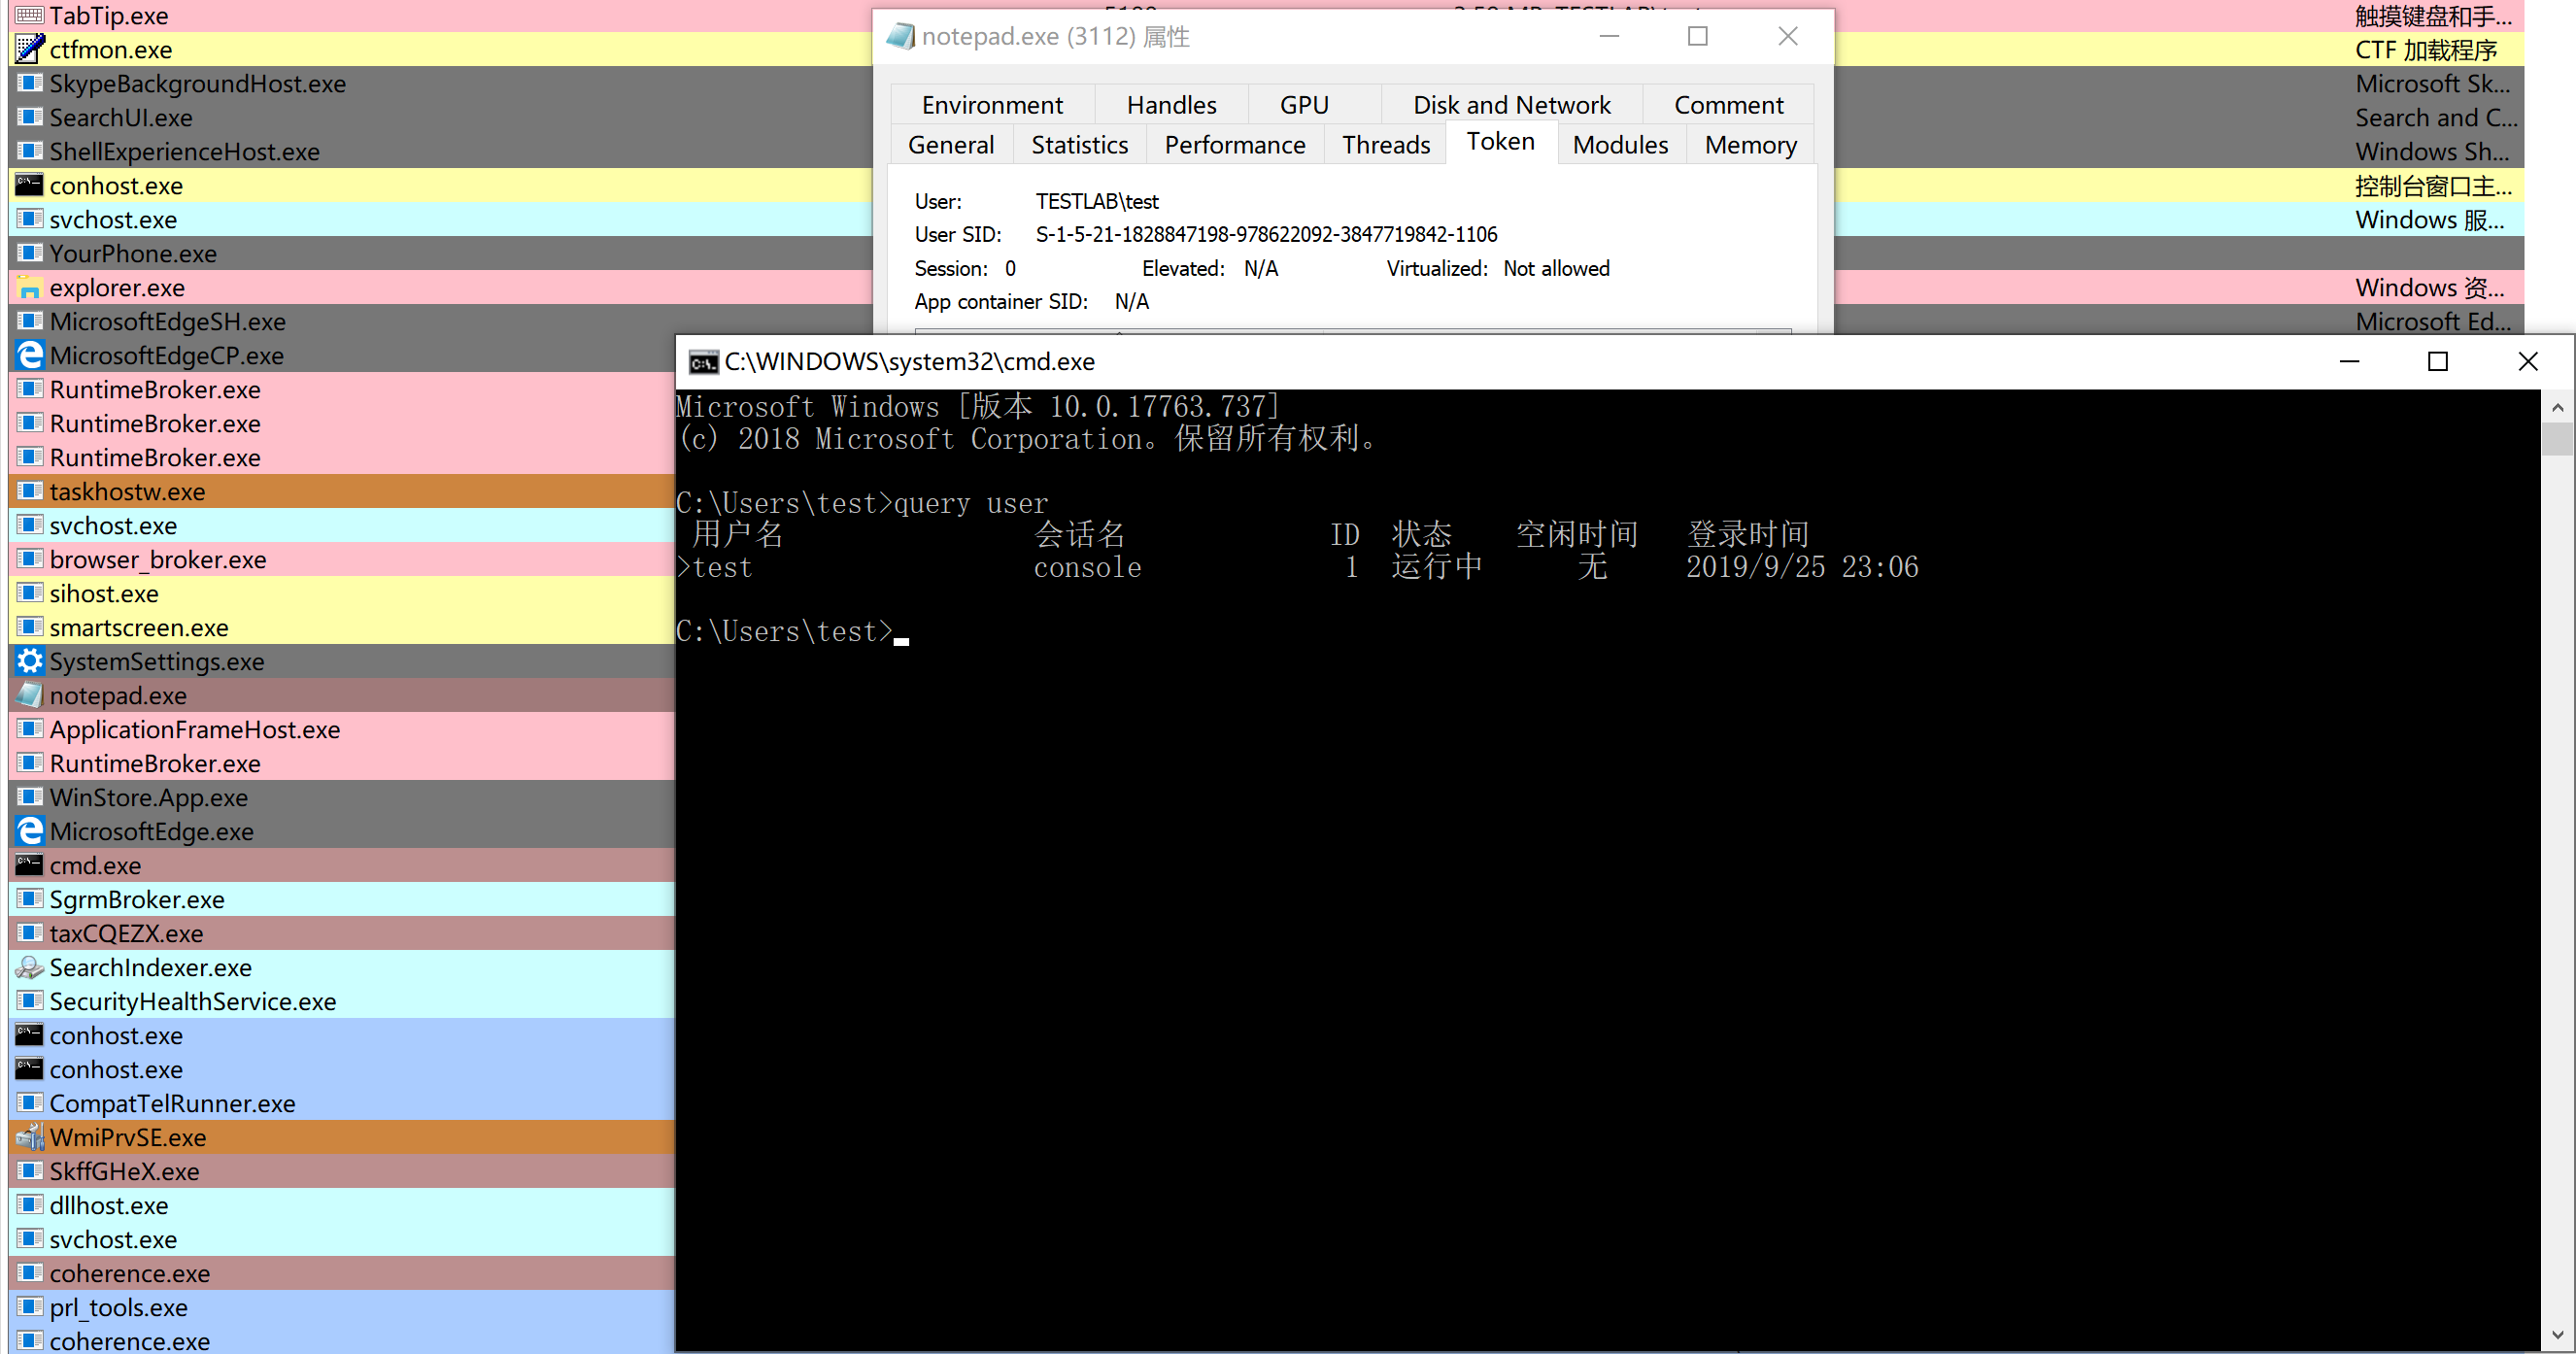 TabTip.exe
ctfmon.exe
SkypeBackgroundHost.exe
SearchUI.exe
ShellExperienceHost.exe
conhost.exe
svchost.exe
YourPhone.exe
explorer.exe
MicrosoftEdgeSH.exe
MicrosoftEdgeCP.exe
RuntimeBroker.exe
RuntimeBroker.exe
RuntimeBroker.exe
taskhostw.exe
svchost.exe
browser_broker.exe
sihost.exe
smartscreen.exe
SystemSettings.exe
notepad.exe
ApplicationFrameHost.exe
RuntimeBroker.exe
WinStore.App.exe
MicrosoftEdge.exe
cmd.exe
SgrmBroker.exe
taxCQEZX.exe
SearchIndexer.exe
SecurityHealthService.exe
conhost.exe
conhost.exe
CompatTelRunner.exe
WmiPrvSE.exe
SkffGHeX.exe
dllhost.exe
svchost.exe
coherence.exe
prl_tools.exe
coherence.exe
notepad.exe (3112) 属性
Environment Handles GPU Disk and Network Comment
General Statistics Performance Threads Token Modules Memory
User: TESTLAB\test
User SID: S-1-5-21-1828847198-978622092-3847719842-1106
Session: 0 Elevated: N/A Virtualized: Not allowed
App container SID: N/A
触摸键盘和手...
CTF 加载程序
Microsoft Sk...
Search and C...
Windows Sh...
控制台窗口主...
Windows 服...
Windows 资...
Microsoft Ed...
C:\WINDOWS\system32\cmd.exe
Microsoft Windows [版本 10.0.17763.737]
(c) 2018 Microsoft Corporation。保留所有权利。
C:\Users\test>query user
用户名 会话名 ID 状态 空闲时间 登录时间
>test console 1 运行中 无 2019/9/25 23:06
C:\Users\test>